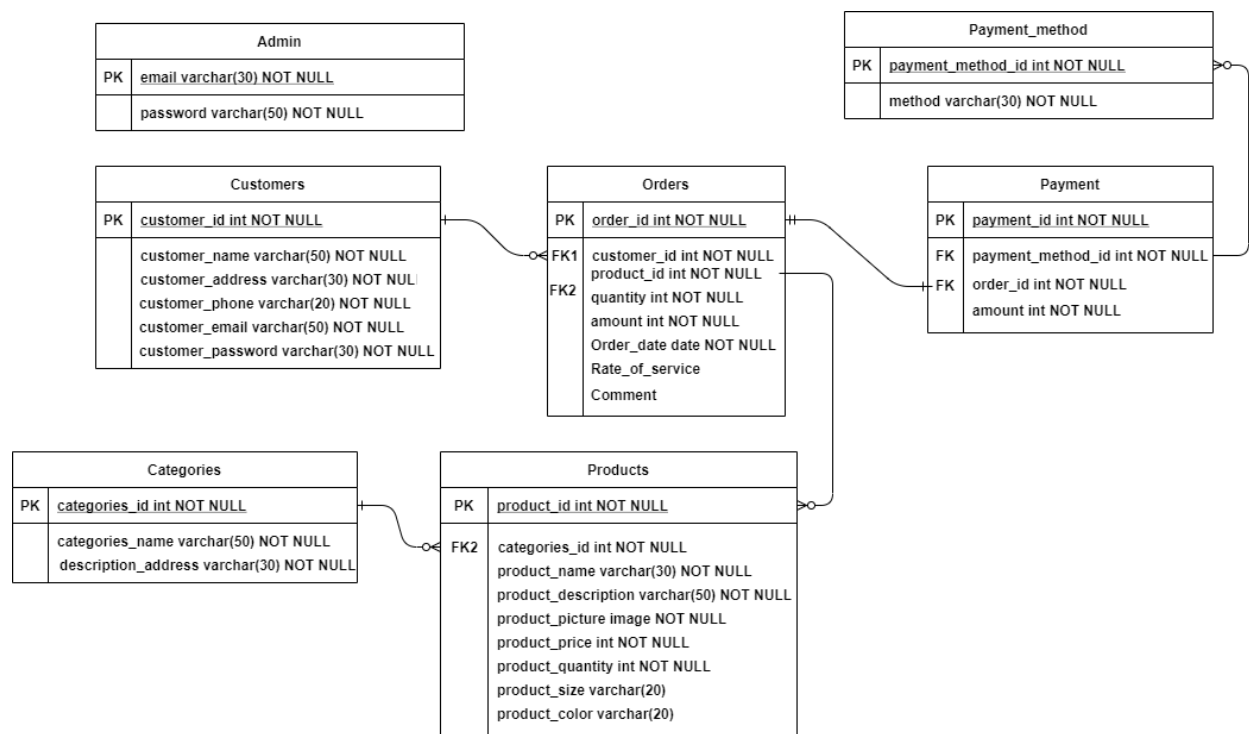 Admin
PK email varchar(30) NOT NULL
password varchar(50) NOT NULL
Payment_method
PK payment_method_id int NOT NULL
method varchar(30) NOT NULL
Customers
PK customer_id int NOT NULL
customer_name varchar(50) NOT NULL
customer_address varchar(30) NOT NUL
customer_phone varchar(20) NOT NULL
customer_email varchar(50) NOT NULL
customer_password varchar(30) NOT NULL
Orders
PK order_id int NOT NULL
FK1 customer_id int NOT NULL
product_id int NOT NULL
FK2 quantity int NOT NULL
amount int NOT NULL
Order_date date NOT NULL
Rate_of_service
Comment
Payment
PK payment_id int NOT NULL
FK payment_method_id int NOT NULL
FK order_id int NOT NULL
amount int NOT NULL
Categories
PK categories_id int NOT NULL
categories_name varchar(50) NOT NULL
description_address varchar(30) NOT NULL
Products
PK product_id int NOT NULL
FK2 categories_id int NOT NULL
product_name varchar(30) NOT NULL
product_description varchar(50) NOT NULL
product_picture image NOT NULL
product_price int NOT NULL
product_quantity int NOT NULL
product_size varchar(20)
product_color varchar(20)